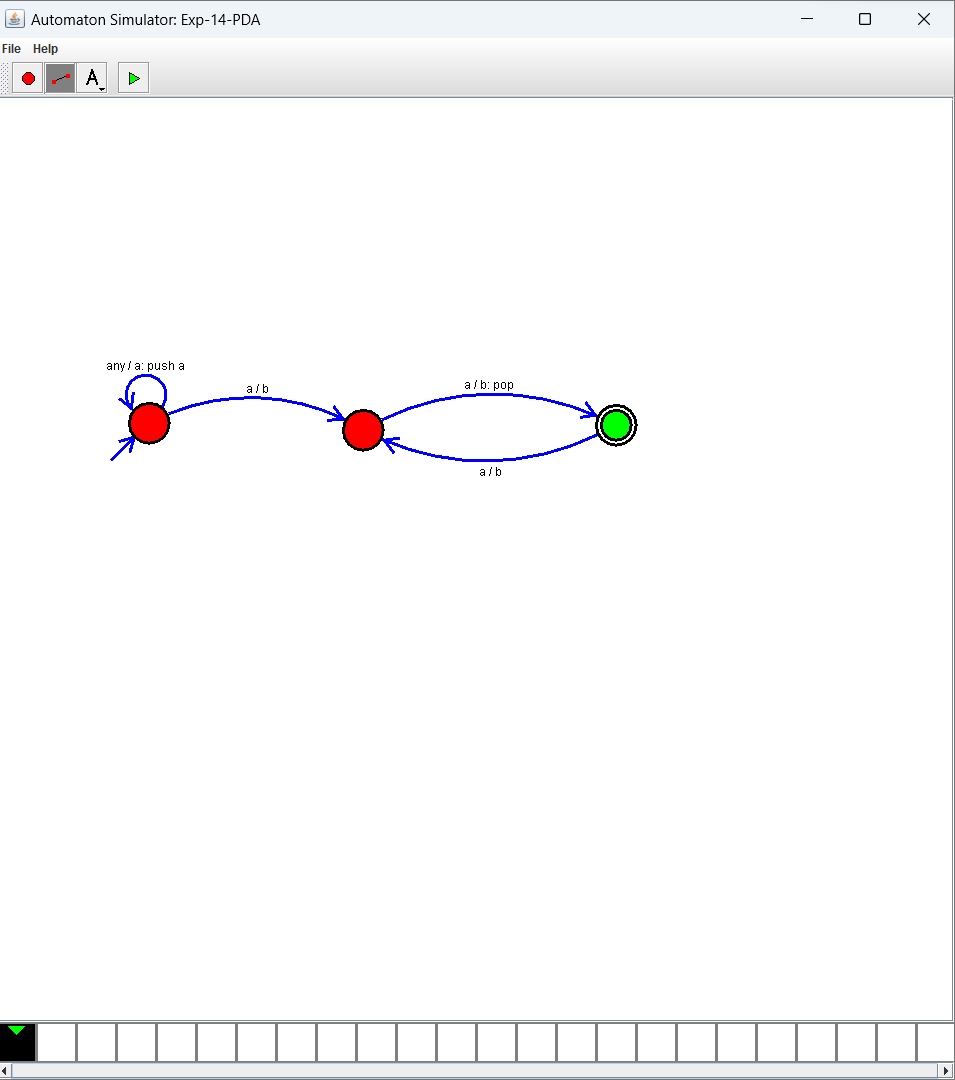 Automaton Simulator: Exp-14-PDA
File Help
A
any / a: push a
a / b
a / b: pop
a / b